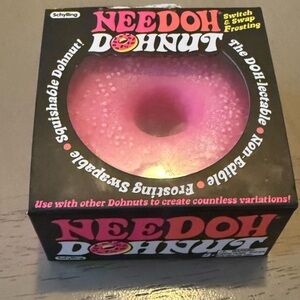 Schylling
NEEDOH
DOHNUT
Switch
& Swap
Frosting
Squishable Dohnut!
The DOH-lectable
Non-Edible
Frosting Swapable
Use with other Dohnuts to create countless variations!
NEEDOH
DOHNUT